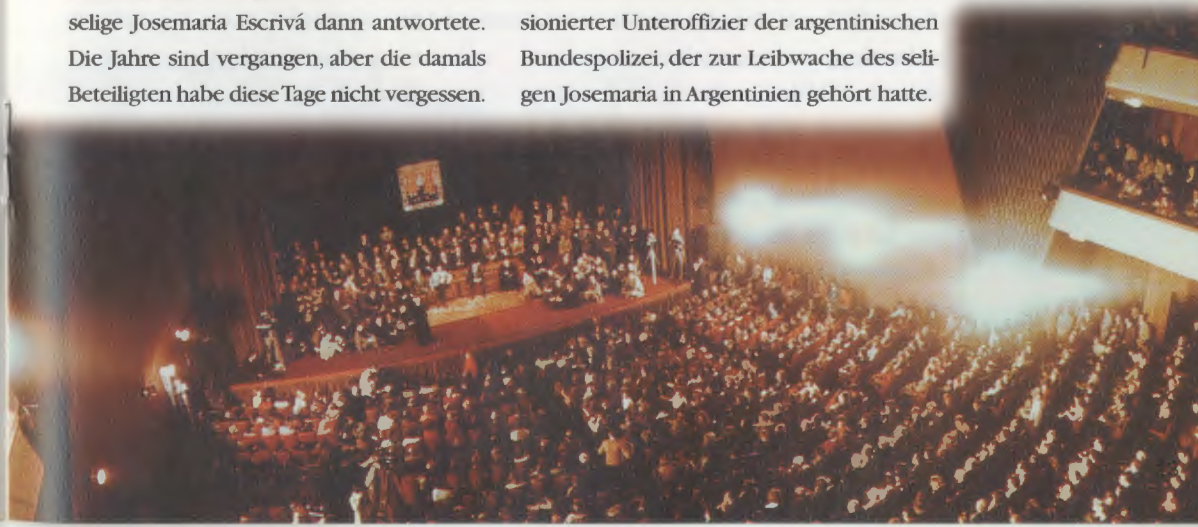 selige Josemaria Escrivá dann antwortete.
Die Jahre sind vergangen, aber die damals
Beteiligten habe diese Tage nicht vergessen.
sionierter Unteroffizier der argentinischen
Bundespolizei, der zur Leibwache des seli-
gen Josemaria in Argentinien gehört hatte.